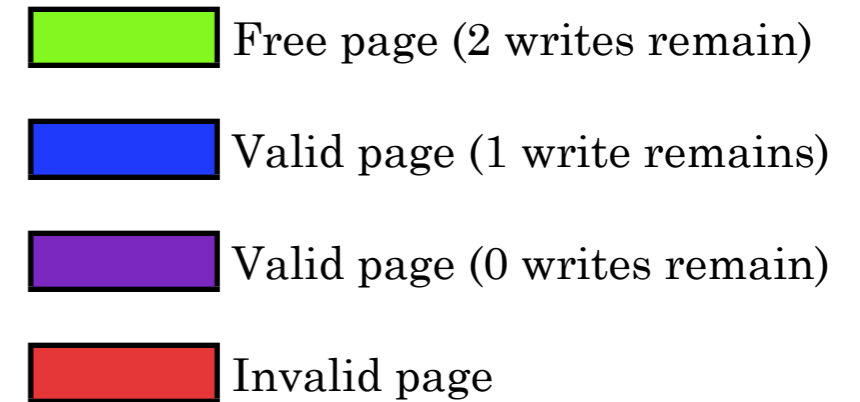 Free page (2 writes remain)
Valid page (1 write remains)
Valid page (0 writes remain)
Invalid page